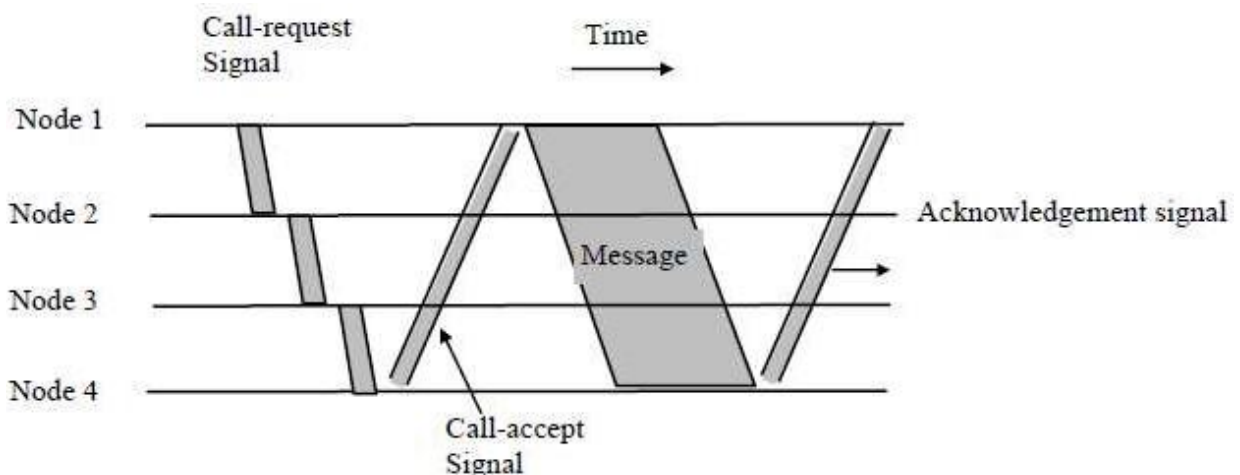 Call-request
Signal
Time
Node 1
Node 2
Acknowledgement signal
Message
Node 3
Node 4
Call-accept
Signal